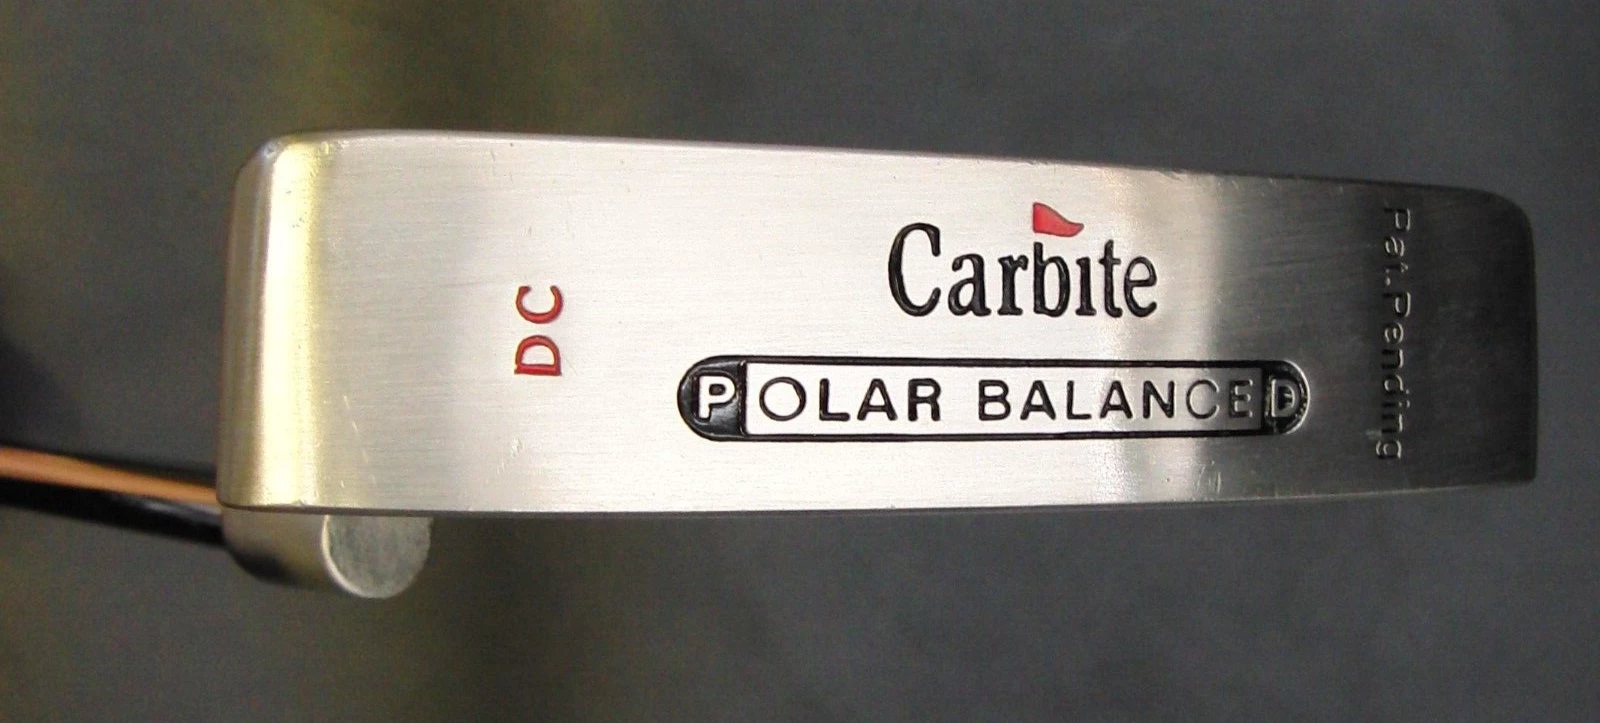 DC
Carbite
POLAR BALANCED
Pat.Pending